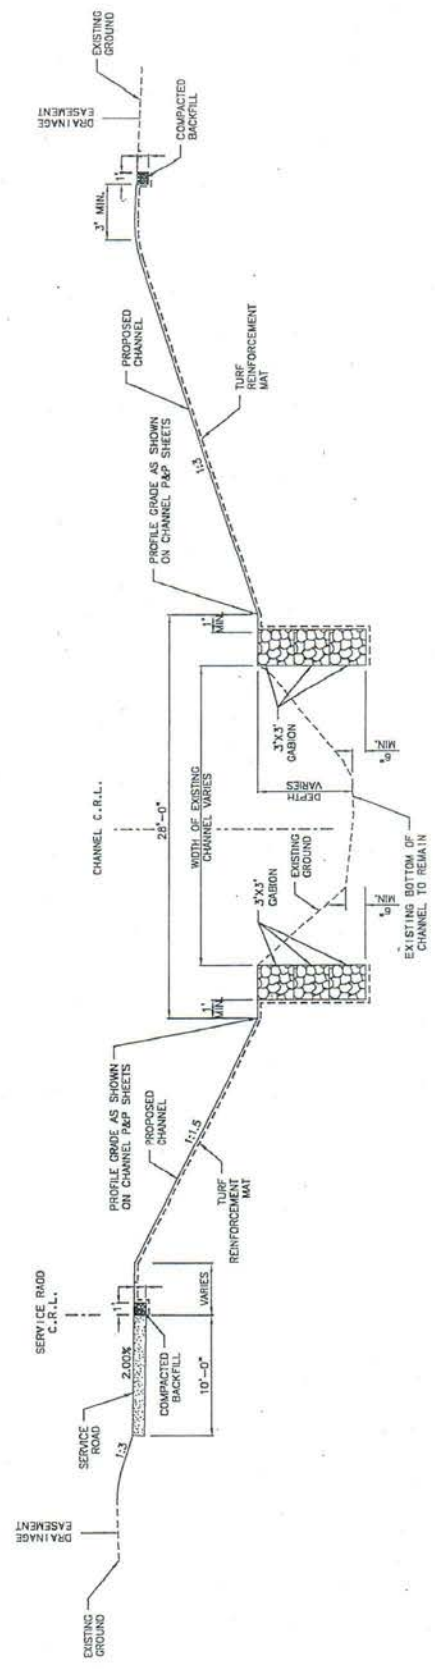 EXISTING
GROUND
DRAINAGE
EASEMENT
SERVICE
ROAD
1:3
2.00%
10'-0"
COMPACTED
BACKFILL
SERVICE RAOD
C.R.L.
1'
VARIES
PROFILE GRADE AS SHOWN
ON CHANNEL P&P SHEETS
PROPOSED
CHANNEL
1:1.5
TURF
REINFORCEMENT
MAT
1'
MIN.
3'X3'
GABION
6"
MIN.
EXISTING
GROUND
CHANNEL C.R.L.
28'-0"
WIDTH OF EXISTING
CHANNEL VARIES
DEPTH
VARIES
EXISTING BOTTOM OF
CHANNEL TO REMAIN
3'X3'
GABION
6"
MIN.
1'
MIN.
PROFILE GRADE AS SHOWN
ON CHANNEL P&P SHEETS
1:3
PROPOSED
CHANNEL
TURF
REINFORCEMENT
MAT
3' MIN.
1'
COMPACTED
BACKFILL
DRAINAGE
EASEMENT
EXISTING
GROUND